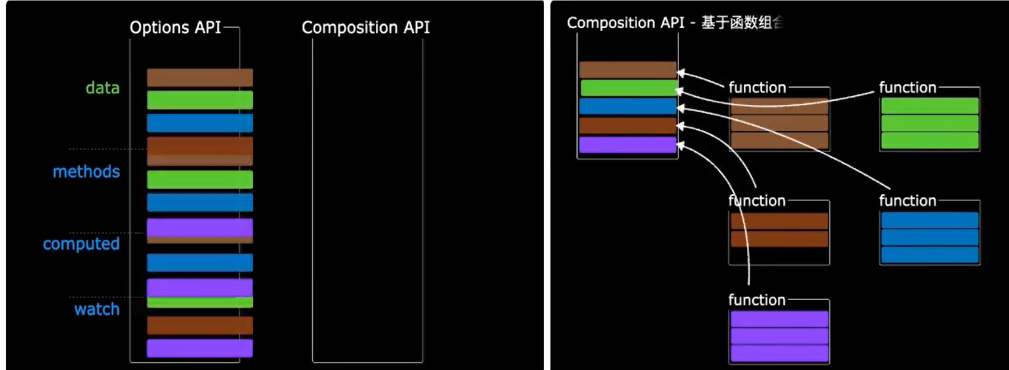 Options API
Composition API
data
methods
computed
watch
Composition API - 基于函数组合
function
function
function
function
function